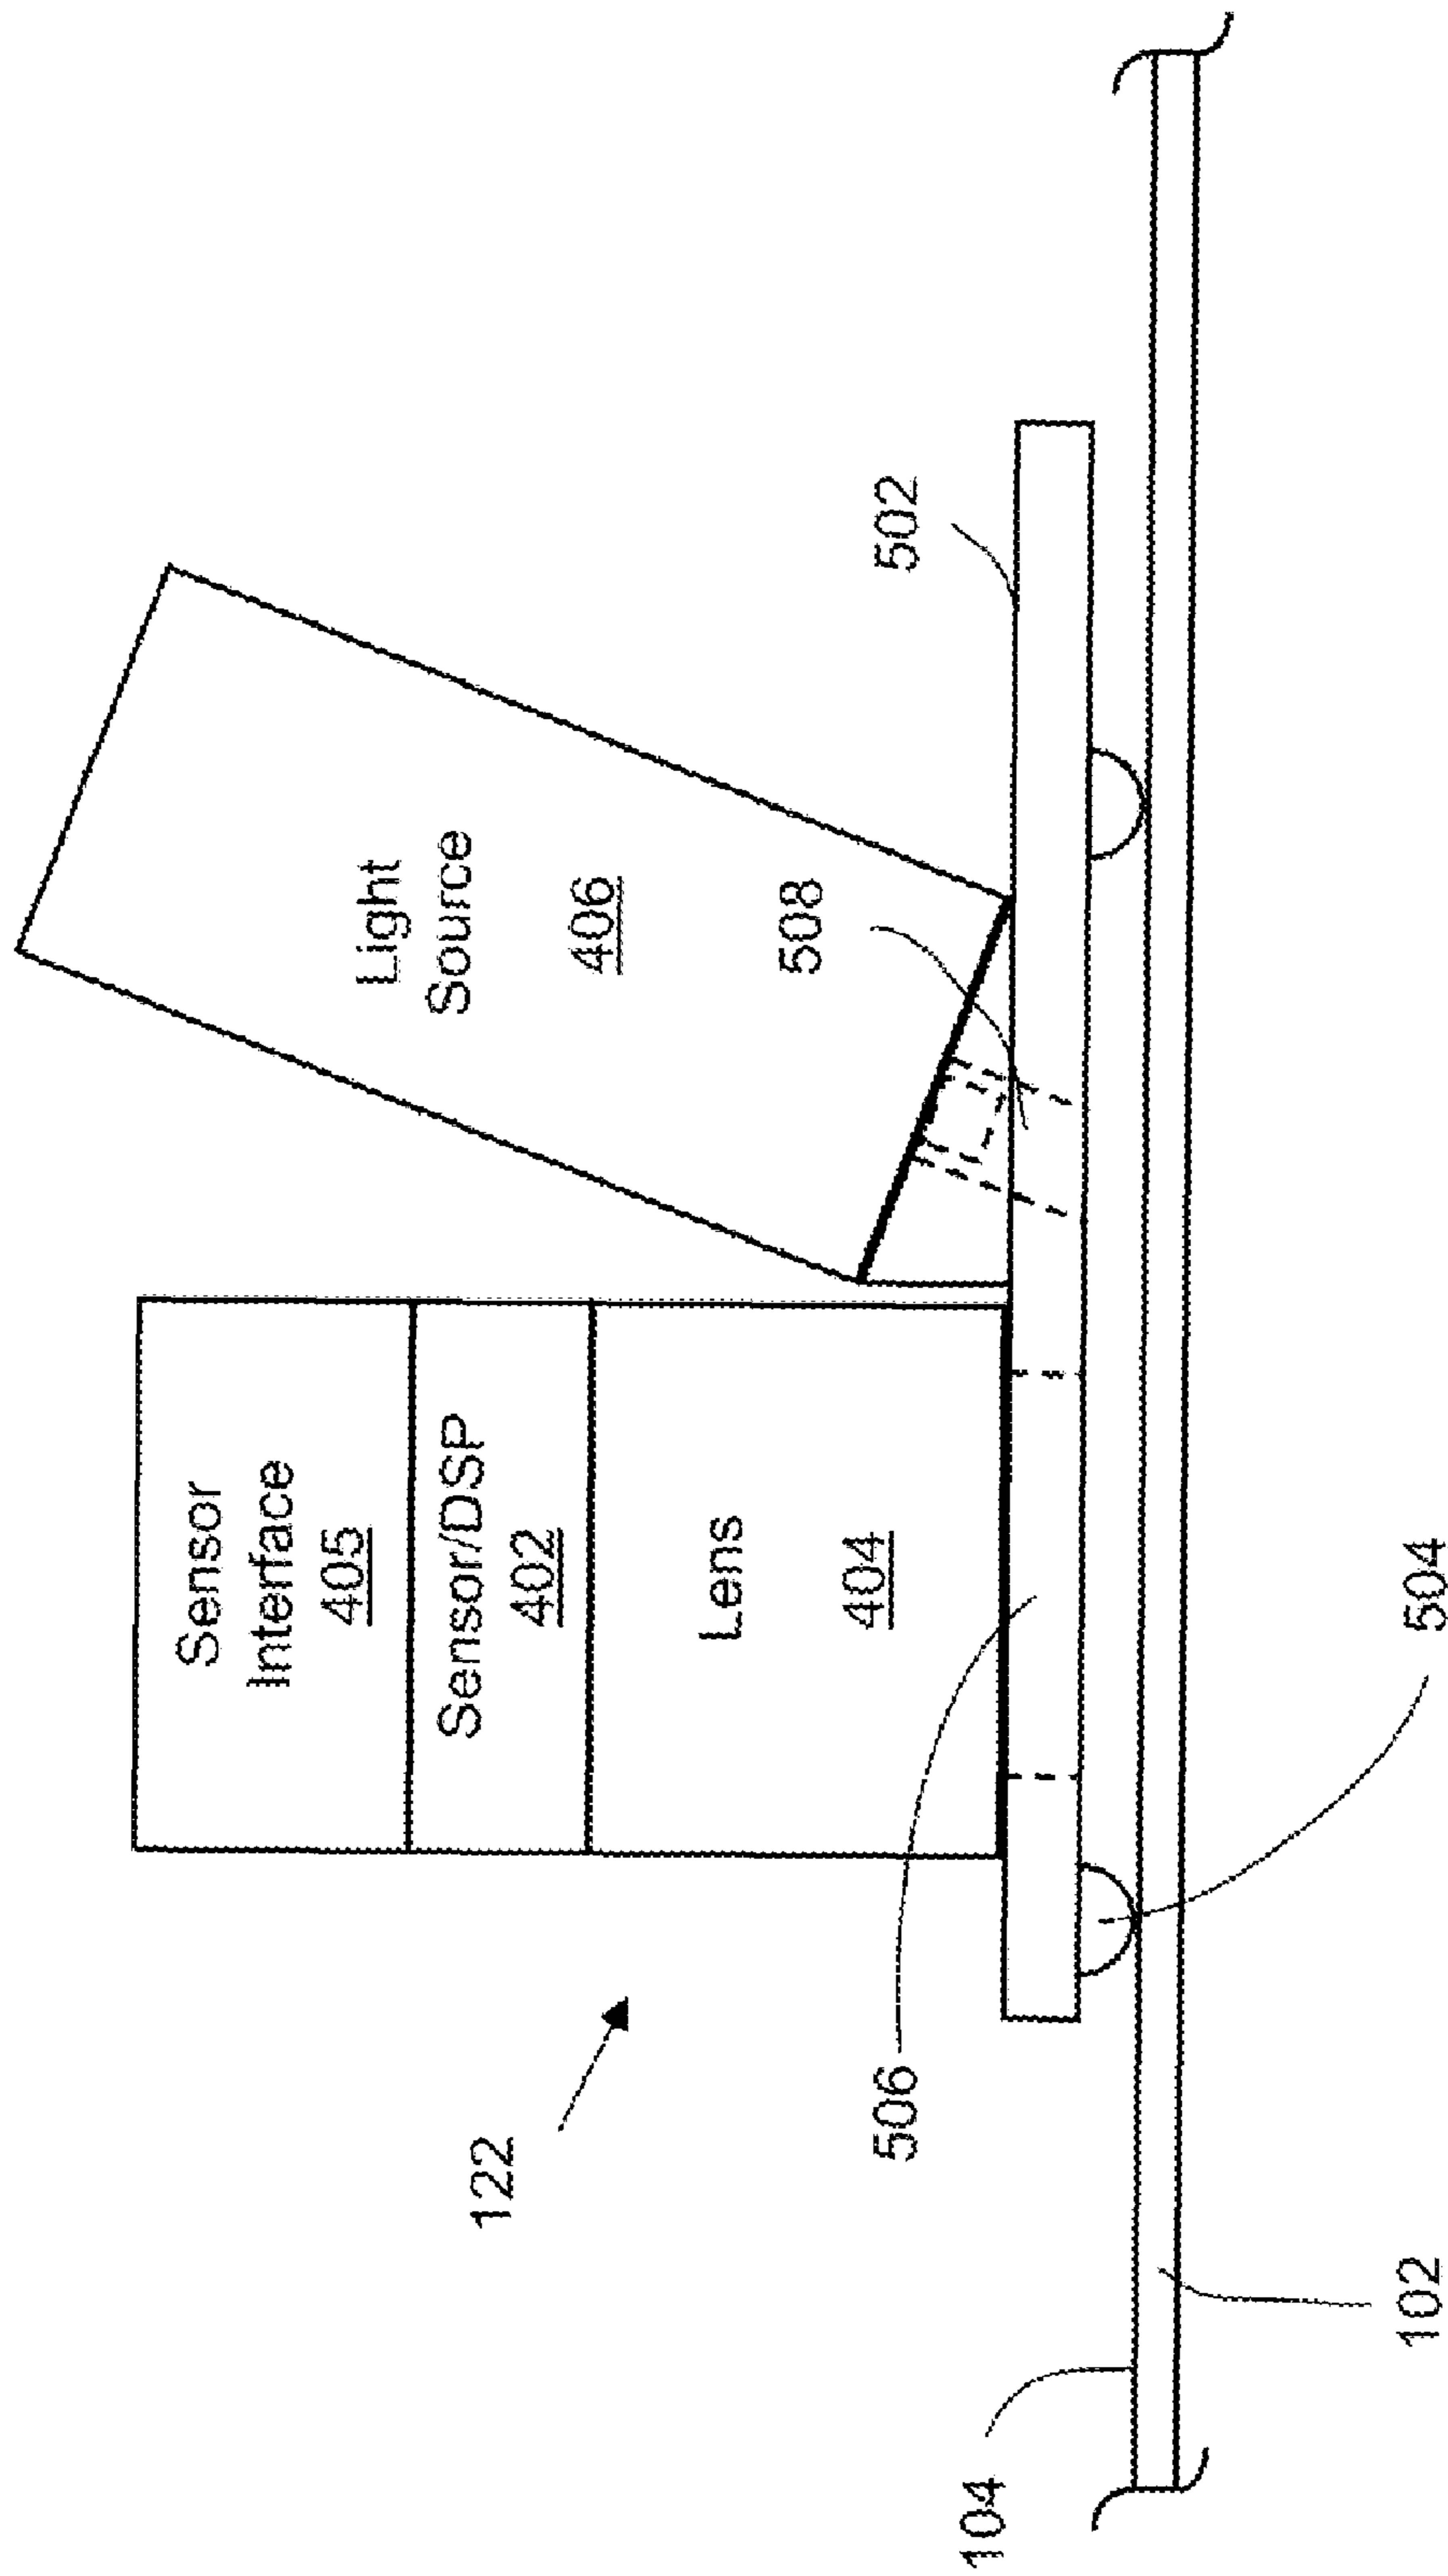 Sensor
Interface
405
Sensor/DSP
402
Lens
404
Light
Source
406
508
502
122
506
504
104
102